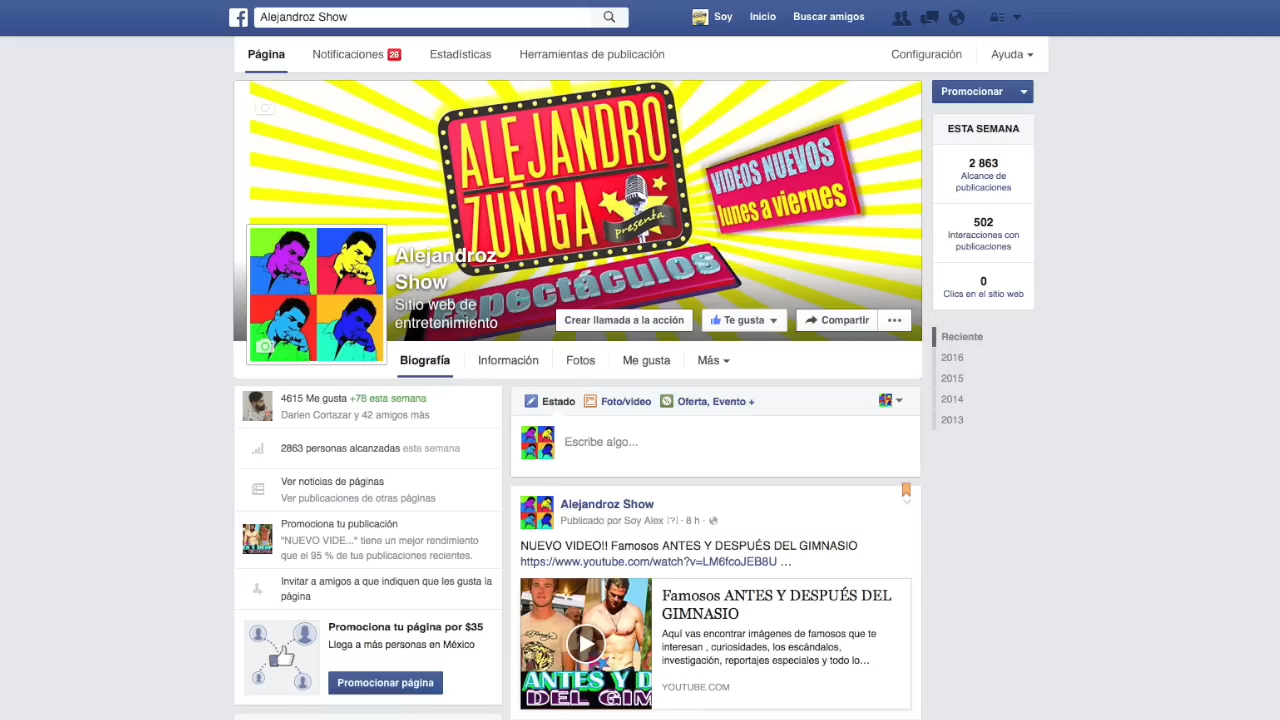 Alejandroz Show
Soy
Inicio
Buscar amigos
Página
Notificaciones 28
Estadísticas
Herramientas de publicación
Configuración
Ayuda
ALEJANDRO
ZUÑIGA
presenta
Espectáculos
VIDEOS NUEVOS
lunes a viernes
Alejandroz
Show
Sitio web de
entretenimiento
Crear llamada a la acción
Te gusta
Compartir
Promocionar
ESTA SEMANA
2 863
Alcance de
publicaciones
502
Interacciones con
publicaciones
0
Clics en el sitio web
Reciente
2016
2015
2014
2013
Biografía
Información
Fotos
Me gusta
Más
4615 Me gusta +78 esta semana
Darien Cortazar y 42 amigos más
2863 personas alcanzadas esta semana
Ver noticias de páginas
Ver publicaciones de otras páginas
Promociona tu publicación
"NUEVO VIDE..." tiene un mejor rendimiento
que el 95 % de tus publicaciones recientes.
Invitar a amigos a que indiquen que les gusta la
página
Promociona tu página por $35
Llega a más personas en México
Promocionar página
Estado
Foto/video
Oferta, Evento +
Escribe algo...
Alejandroz Show
Publicado por Soy Alex [?] · 8 h ·
NUEVO VIDEO!! Famosos ANTES Y DESPUÉS DEL GIMNASIO
https://www.youtube.com/watch?v=LM6fcoJEB8U ...
ANTES Y D
DEL GIM
Famosos ANTES Y DESPUÉS DEL
GIMNASIO
Aquí vas encontrar imágenes de famosos que te
interesan , curiosidades, los escándalos,
investigación, reportajes especiales y todo lo...
YOUTUBE.COM